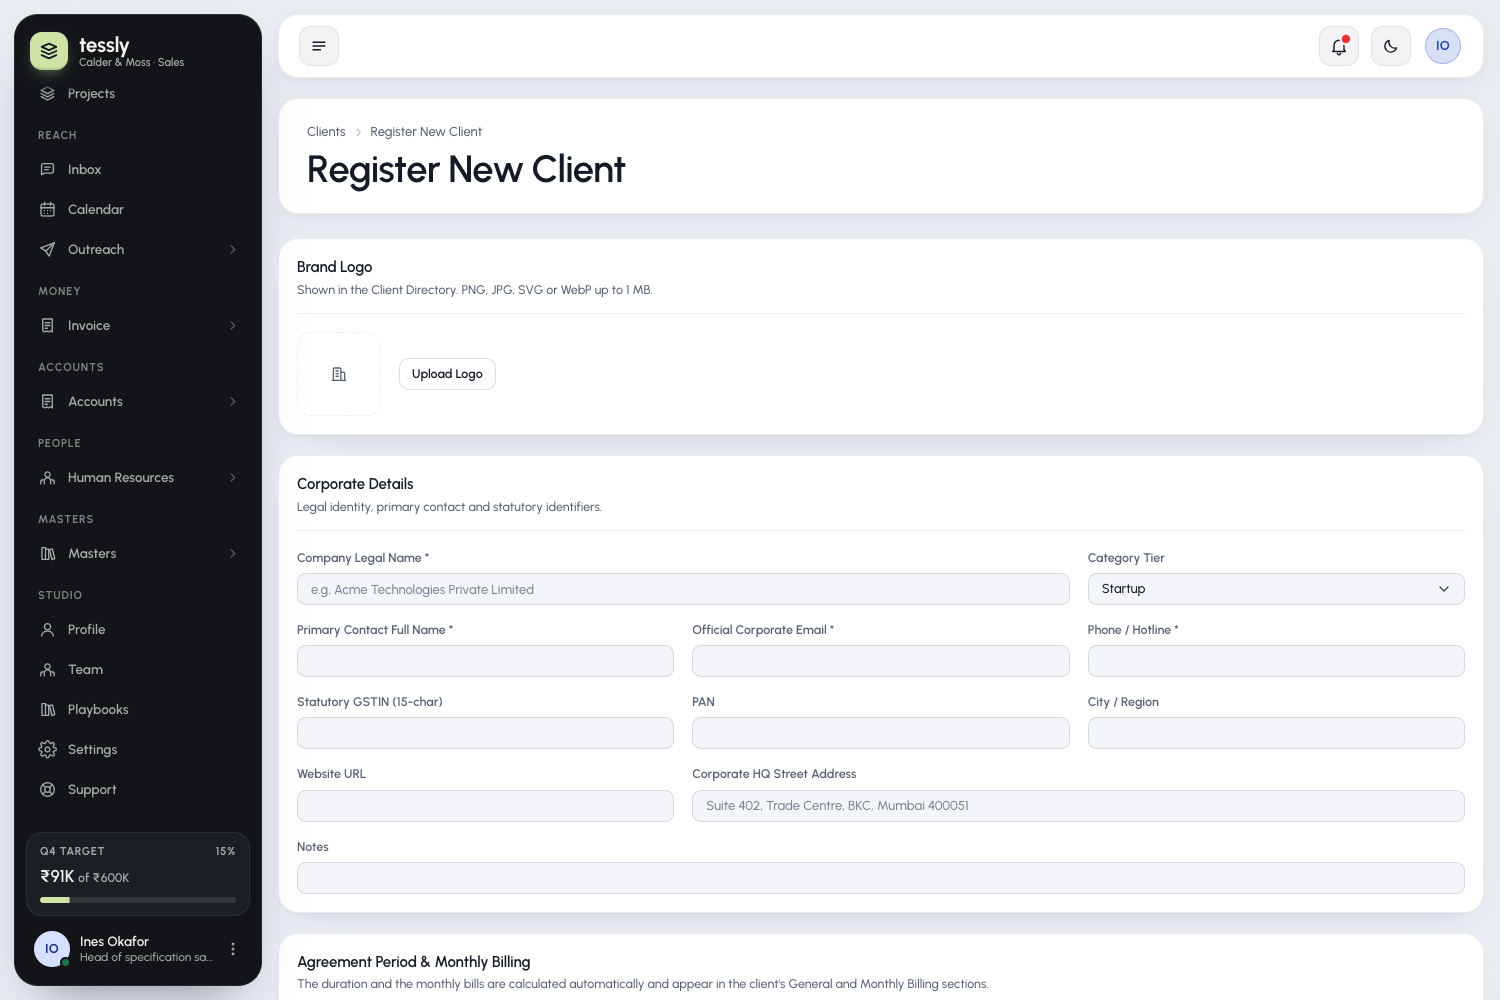 tessly
Calder & Moss · Sales
Projects
REACH
Inbox
Calendar
Outreach
MONEY
Invoice
ACCOUNTS
Accounts
PEOPLE
Human Resources
MASTERS
Masters
STUDIO
Profile
Team
Playbooks
Settings
Support
Q4 TARGET 15%
₹91K of ₹600K
IO
Ines Okafor
Head of specification sa...
IO
Clients > Register New Client
Register New Client
Brand Logo
Shown in the Client Directory. PNG, JPG, SVG or WebP up to 1 MB.
Upload Logo
Corporate Details
Legal identity, primary contact and statutory identifiers.
Company Legal Name * Category Tier
e.g. Acme Technologies Private Limited Startup
Primary Contact Full Name * Official Corporate Email * Phone / Hotline *
Statutory GSTIN (15-char) PAN City / Region
Website URL Corporate HQ Street Address
Suite 402, Trade Centre, BKC, Mumbai 400051
Notes
Agreement Period & Monthly Billing
The duration and the monthly bills are calculated automatically and appear in the client's General and Monthly Billing sections.